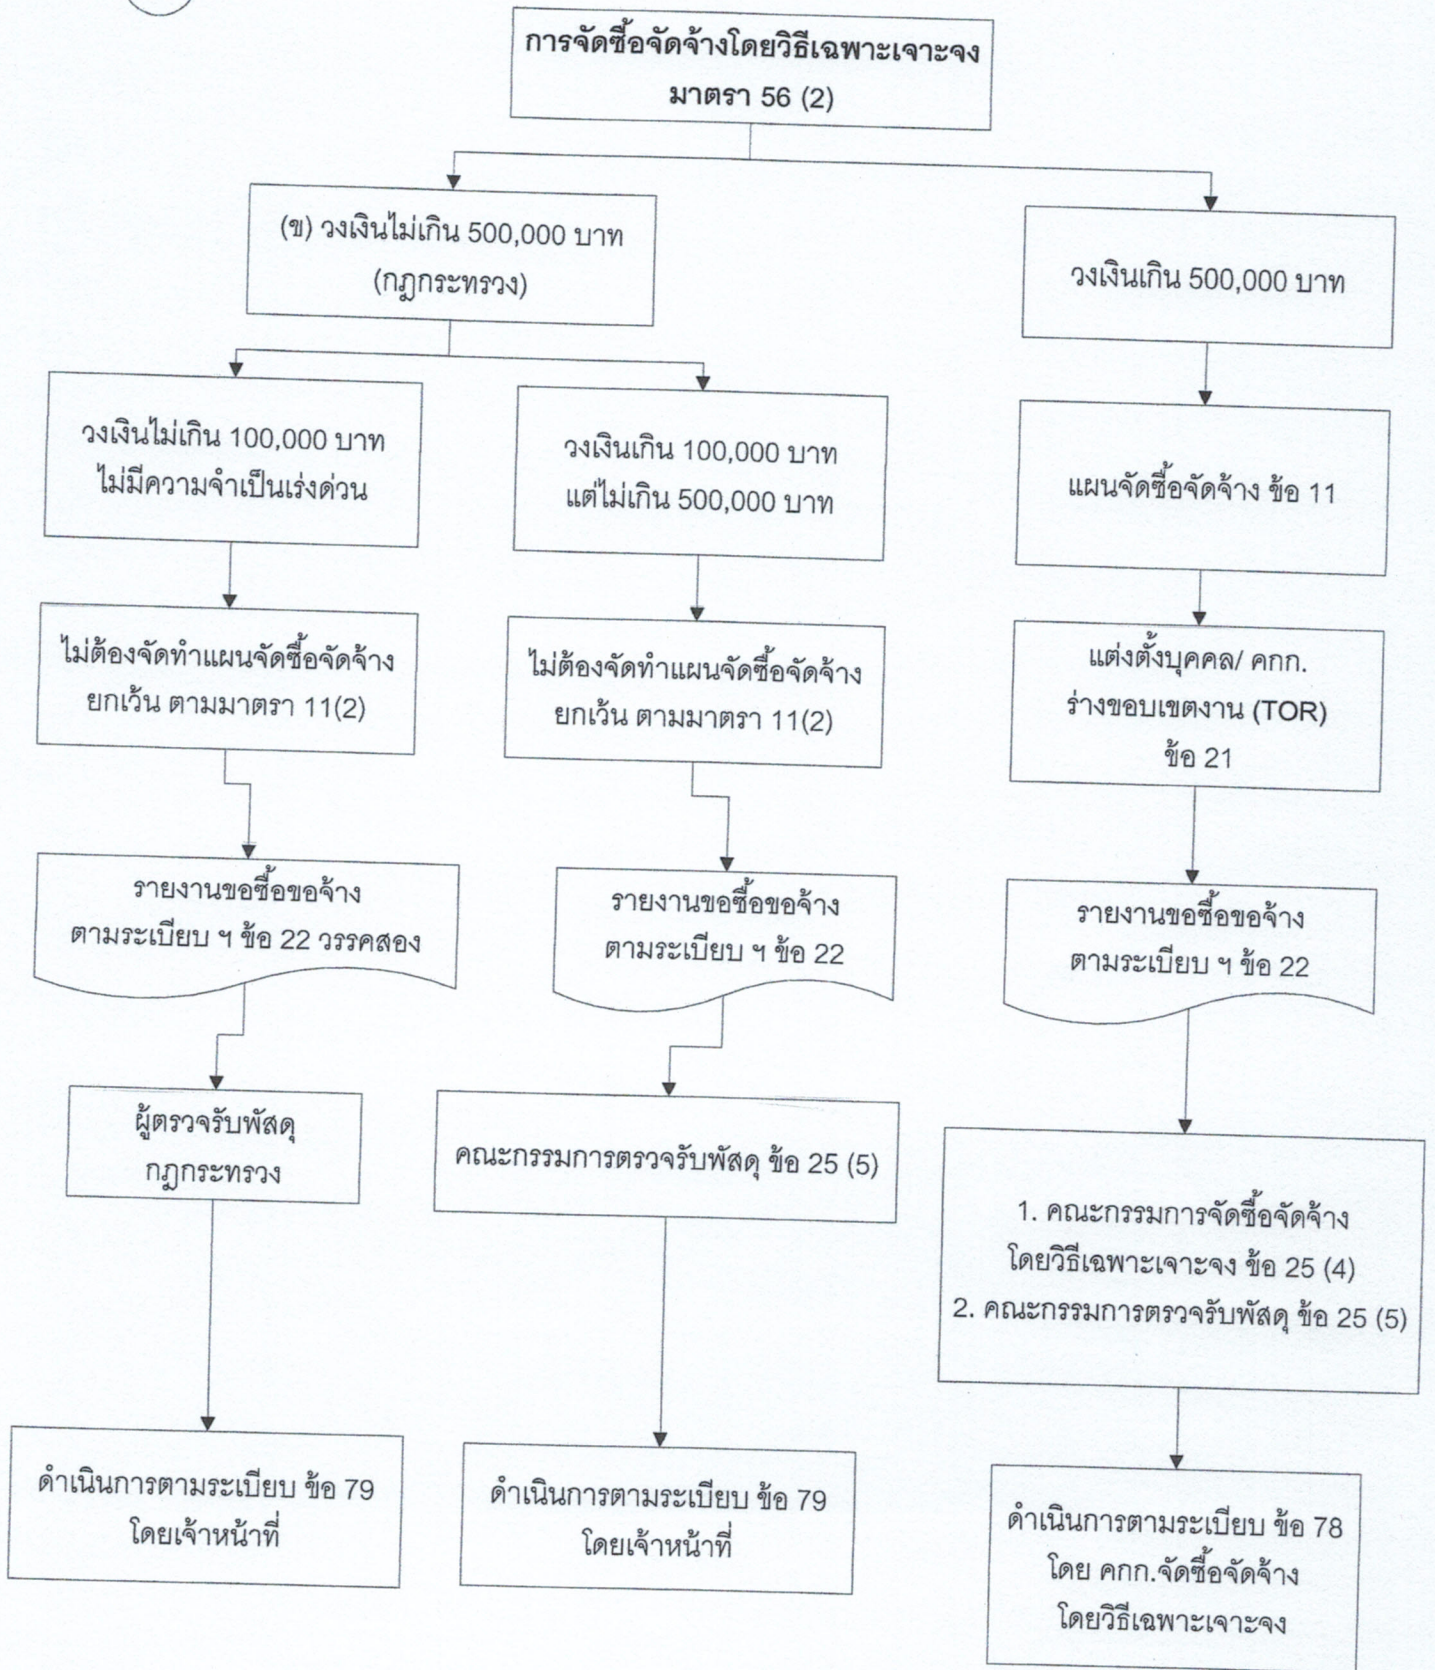 การจัดซื้อจัดจ้างโดยวิธีเฉพาะเจาะจง
มาตรา 56 (2)
(ข) วงเงินไม่เกิน 500,000 บาท
(กฎกระทรวง)
วงเงินเกิน 500,000 บาท
วงเงินไม่เกิน 100,000 บาท
ไม่มีความจำเป็นเร่งด่วน
วงเงินเกิน 100,000 บาท
แต่ไม่เกิน 500,000 บาท
แผนจัดซื้อจัดจ้าง ข้อ 11
ไม่ต้องจัดทำแผนจัดซื้อจัดจ้าง
ยกเว้น ตามมาตรา 11(2)
ไม่ต้องจัดทำแผนจัดซื้อจัดจ้าง
ยกเว้น ตามมาตรา 11(2)
แต่งตั้งบุคคล/ คกก.
ร่างขอบเขตงาน (TOR)
ข้อ 21
รายงานขอซื้อขอจ้าง
ตามระเบียบ ฯ ข้อ 22 วรรคสอง
รายงานขอซื้อขอจ้าง
ตามระเบียบ ฯ ข้อ 22
รายงานขอซื้อขอจ้าง
ตามระเบียบ ฯ ข้อ 22
ผู้ตรวจรับพัสดุ
กฎกระทรวง
คณะกรรมการตรวจรับพัสดุ ข้อ 25 (5)
1. คณะกรรมการจัดซื้อจัดจ้าง
โดยวิธีเฉพาะเจาะจง ข้อ 25 (4)
2. คณะกรรมการตรวจรับพัสดุ ข้อ 25 (5)
ดำเนินการตามระเบียบ ข้อ 79
โดยเจ้าหน้าที่
ดำเนินการตามระเบียบ ข้อ 79
โดยเจ้าหน้าที่
ดำเนินการตามระเบียบ ข้อ 78
โดย คกก.จัดซื้อจัดจ้าง
โดยวิธีเฉพาะเจาะจง